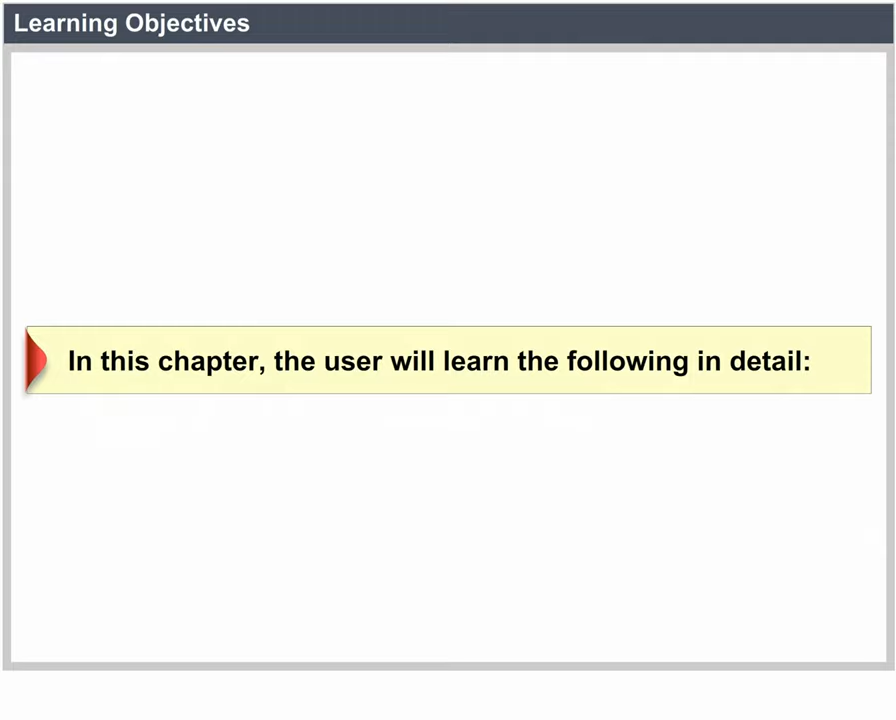 Learning Objectives
In this chapter, the user will learn the following in detail: